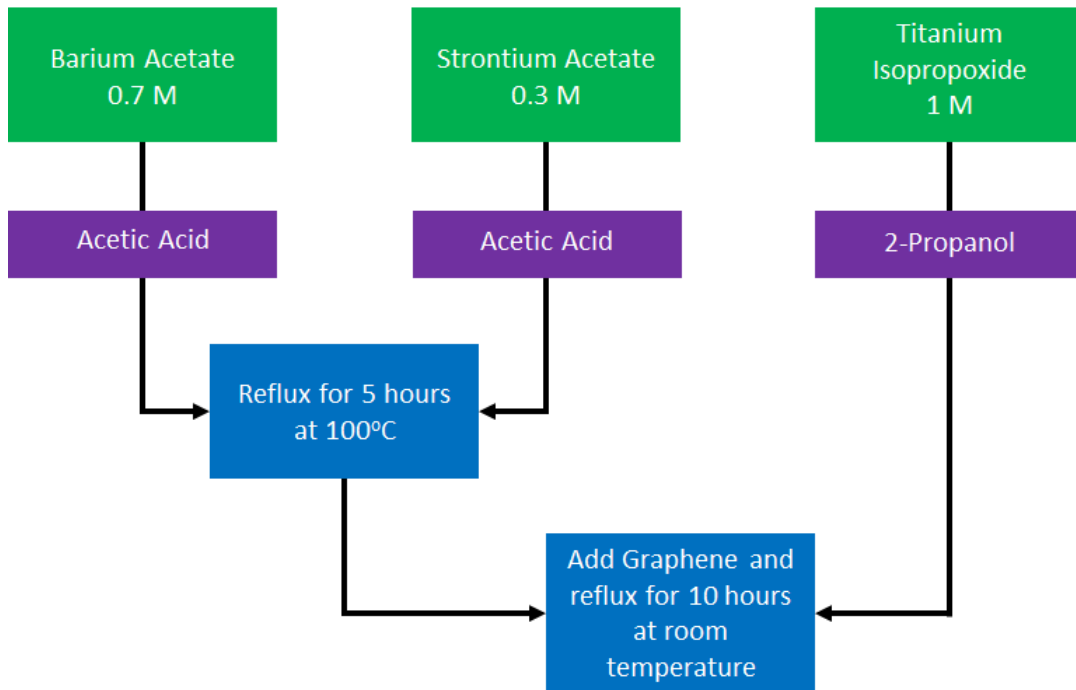 Barium Acetate
0.7 M
Strontium Acetate
0.3 M
Titanium
Isopropoxide
1 M
Acetic Acid
Acetic Acid
2-Propanol
Reflux for 5 hours
at 100°C
Add Graphene and
reflux for 10 hours
at room
temperature